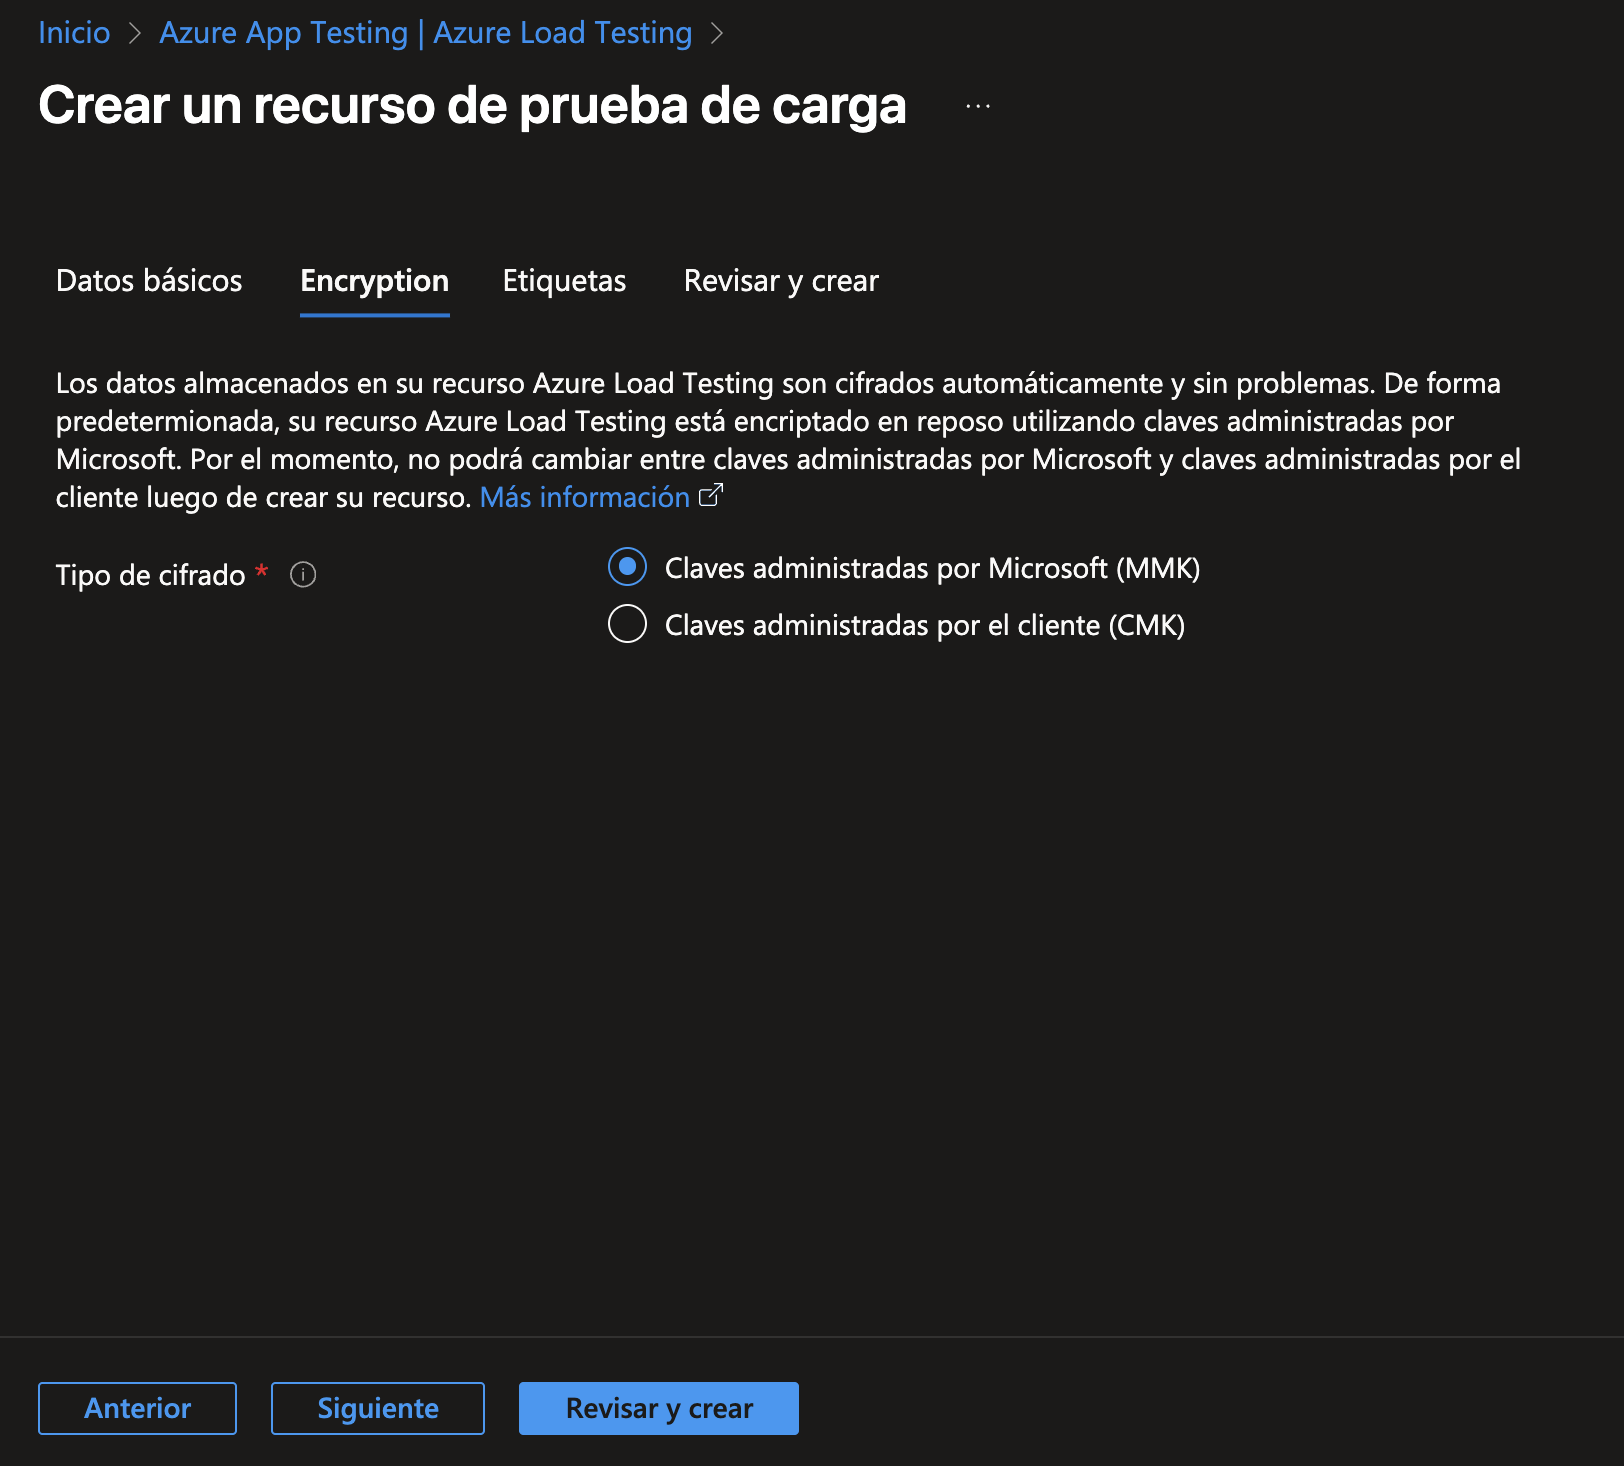 Inicio > Azure App Testing | Azure Load Testing >
Crear un recurso de prueba de carga ...
Datos básicos Encryption Etiquetas Revisar y crear
Los datos almacenados en su recurso Azure Load Testing son cifrados automáticamente y sin problemas. De forma
predetermionada, su recurso Azure Load Testing está encriptado en reposo utilizando claves administradas por
Microsoft. Por el momento, no podrá cambiar entre claves administradas por Microsoft y claves administradas por el
cliente luego de crear su recurso. Más información
Tipo de cifrado *
Claves administradas por Microsoft (MMK)
Claves administradas por el cliente (CMK)
Anterior Siguiente Revisar y crear